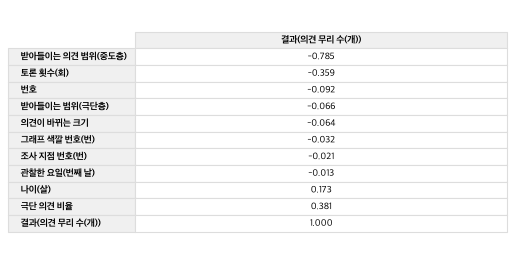 결과(의견 무리 수(개))
받아들이는 의견 범위(중도층) -0.785
토론 횟수(회) -0.359
번호 -0.092
받아들이는 범위(극단층) -0.066
의견이 바뀌는 크기 -0.064
그래프 색깔 번호(번) -0.032
조사 지점 번호(번) -0.021
관찰한 요일(번째 날) -0.013
나이(살) 0.173
극단 의견 비율 0.381
결과(의견 무리 수(개)) 1.000